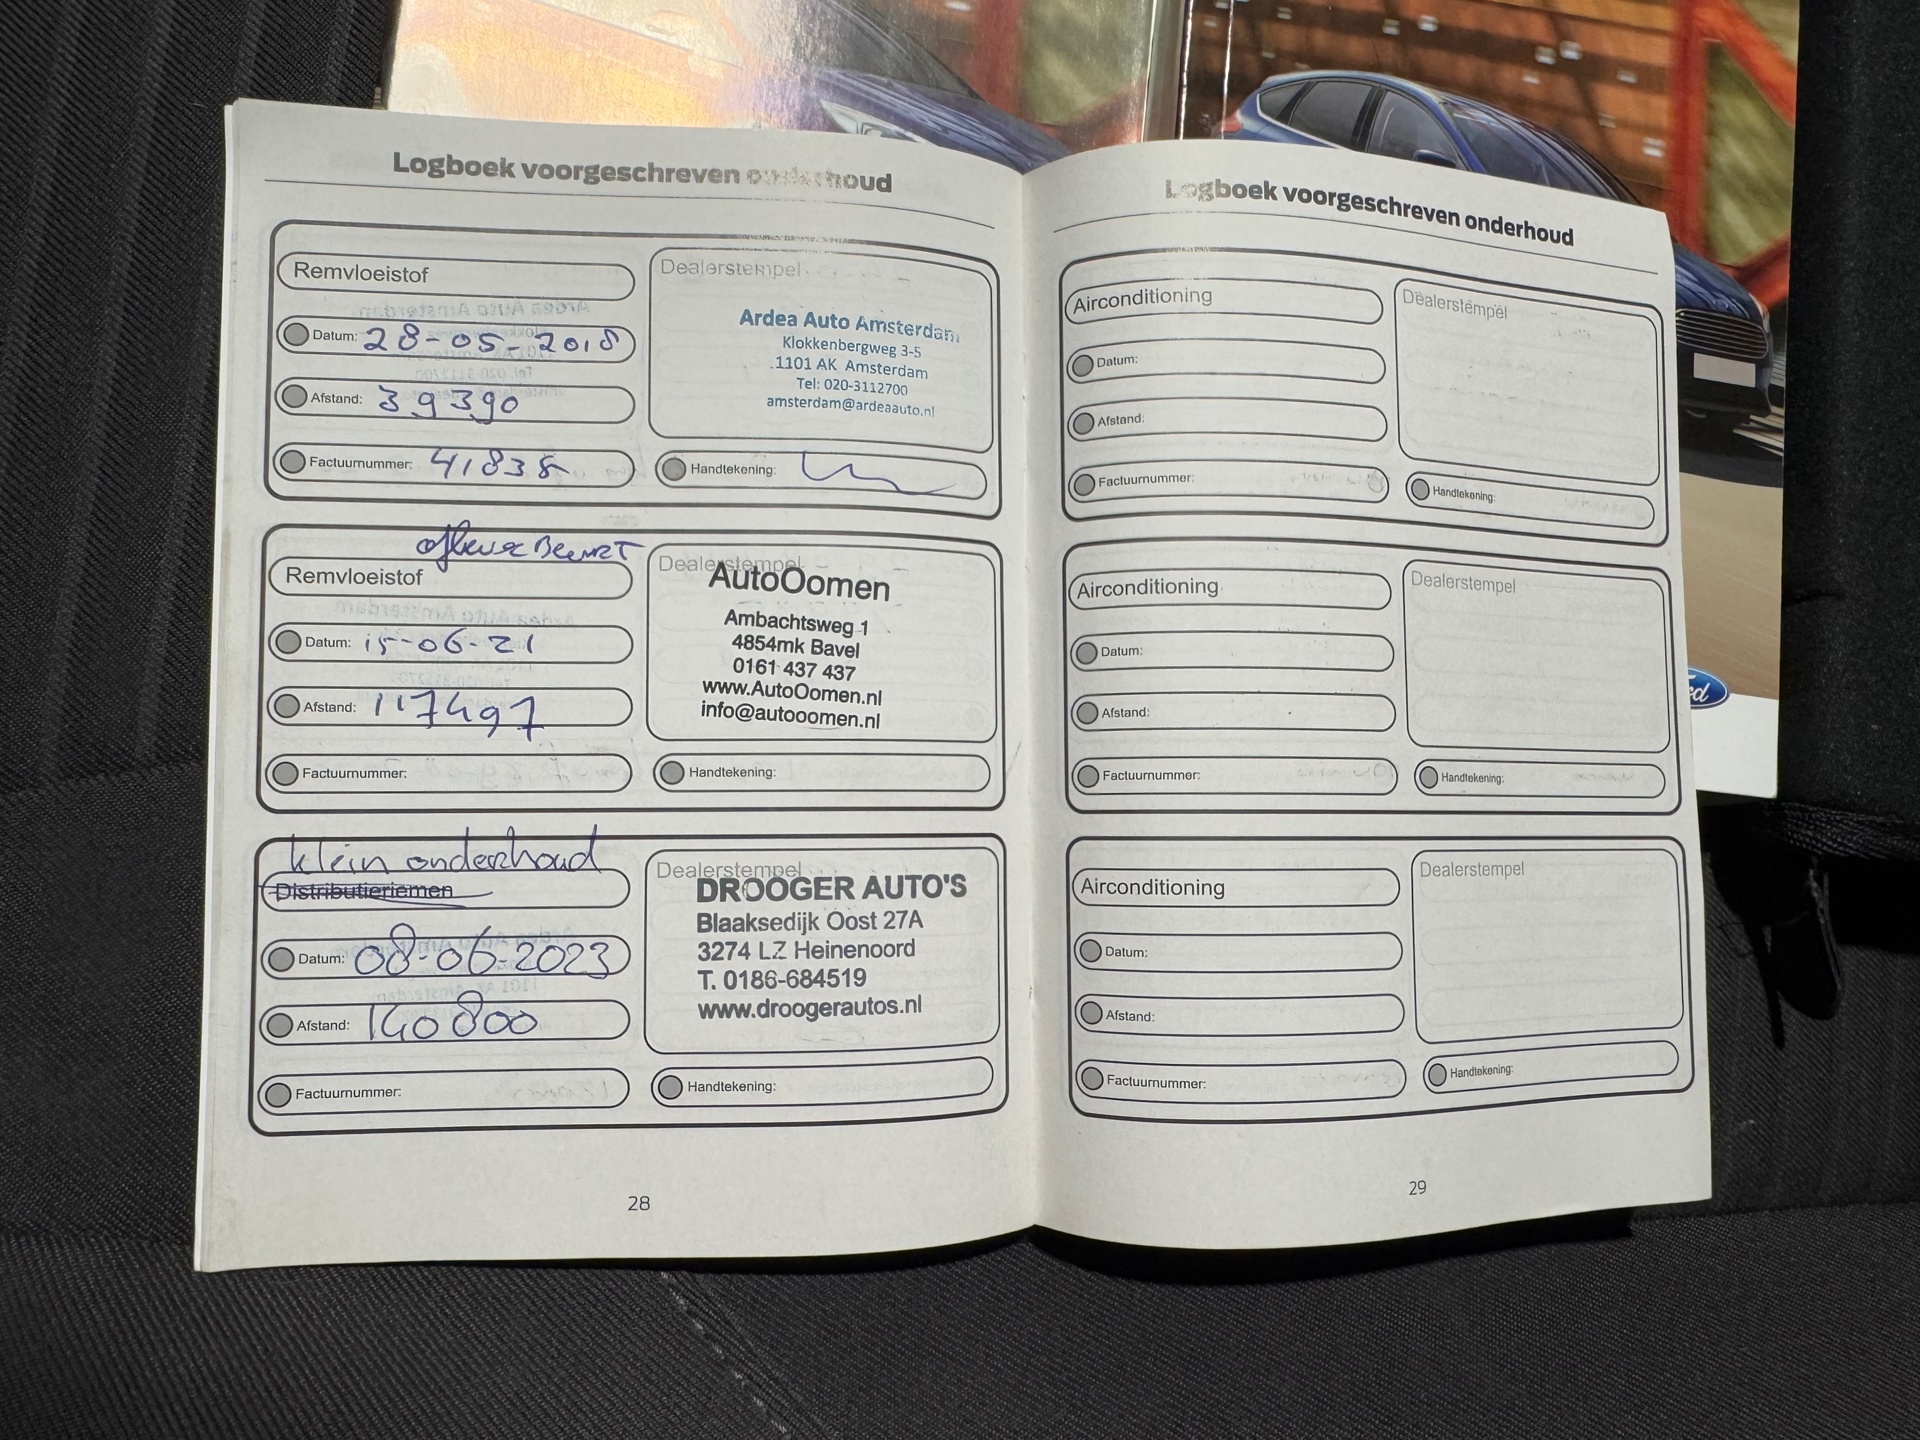 Logboek voorgeschreven onderhoud
Remvloeistof
Datum: 28-05-2018
Afstand: 39390
Factuurnummer: 41838
Dealerstempel
Ardea Auto Amsterdam
Klokkenbergweg 3-5
1101 AK Amsterdam
Tel: 020-3112700
amsterdam@ardeaauto.nl
Handtekening:
Beurt
Remvloeistof
Datum: 15-06-21
Afstand: 117497
Factuurnummer:
Dealerstempel
AutoOomen
Ambachtsweg 1
4854mk Bavel
0161 437 437
www.AutoOomen.nl
info@autooomen.nl
Handtekening:
klein onderhoud
Distributieriemen
Datum: 08-06-2023
Afstand: 140800
Factuurnummer:
Dealerstempel
DROOGER AUTO'S
Blaaksedijk Oost 27A
3274 LZ Heinenoord
T. 0186-684519
www.droogerautos.nl
Handtekening:
28
Logboek voorgeschreven onderhoud
Airconditioning
Datum:
Afstand:
Factuurnummer:
Dealerstempel
Handtekening:
Airconditioning
Datum:
Afstand:
Factuurnummer:
Dealerstempel
Handtekening:
Airconditioning
Datum:
Afstand:
Factuurnummer:
Dealerstempel
Handtekening:
29